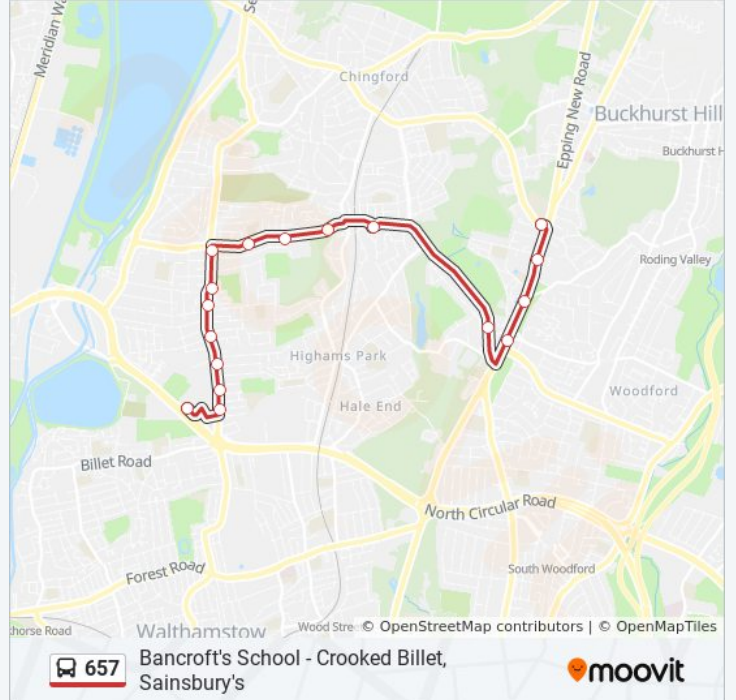 Meridian Wa
Se
Chingford
Epping New Road
Buckhurst Hill
Buckhurst H
Roding Valley
Highams Park
Woodford
Hale End
Billet Road
North Circular Road
South Woodford
Forest Road
horse Road
Walthamstow
Wood Stre
© OpenStreetMap contributors | © OpenMapTiles
657
Bancroft's School - Crooked Billet,
Sainsbury's
moovit